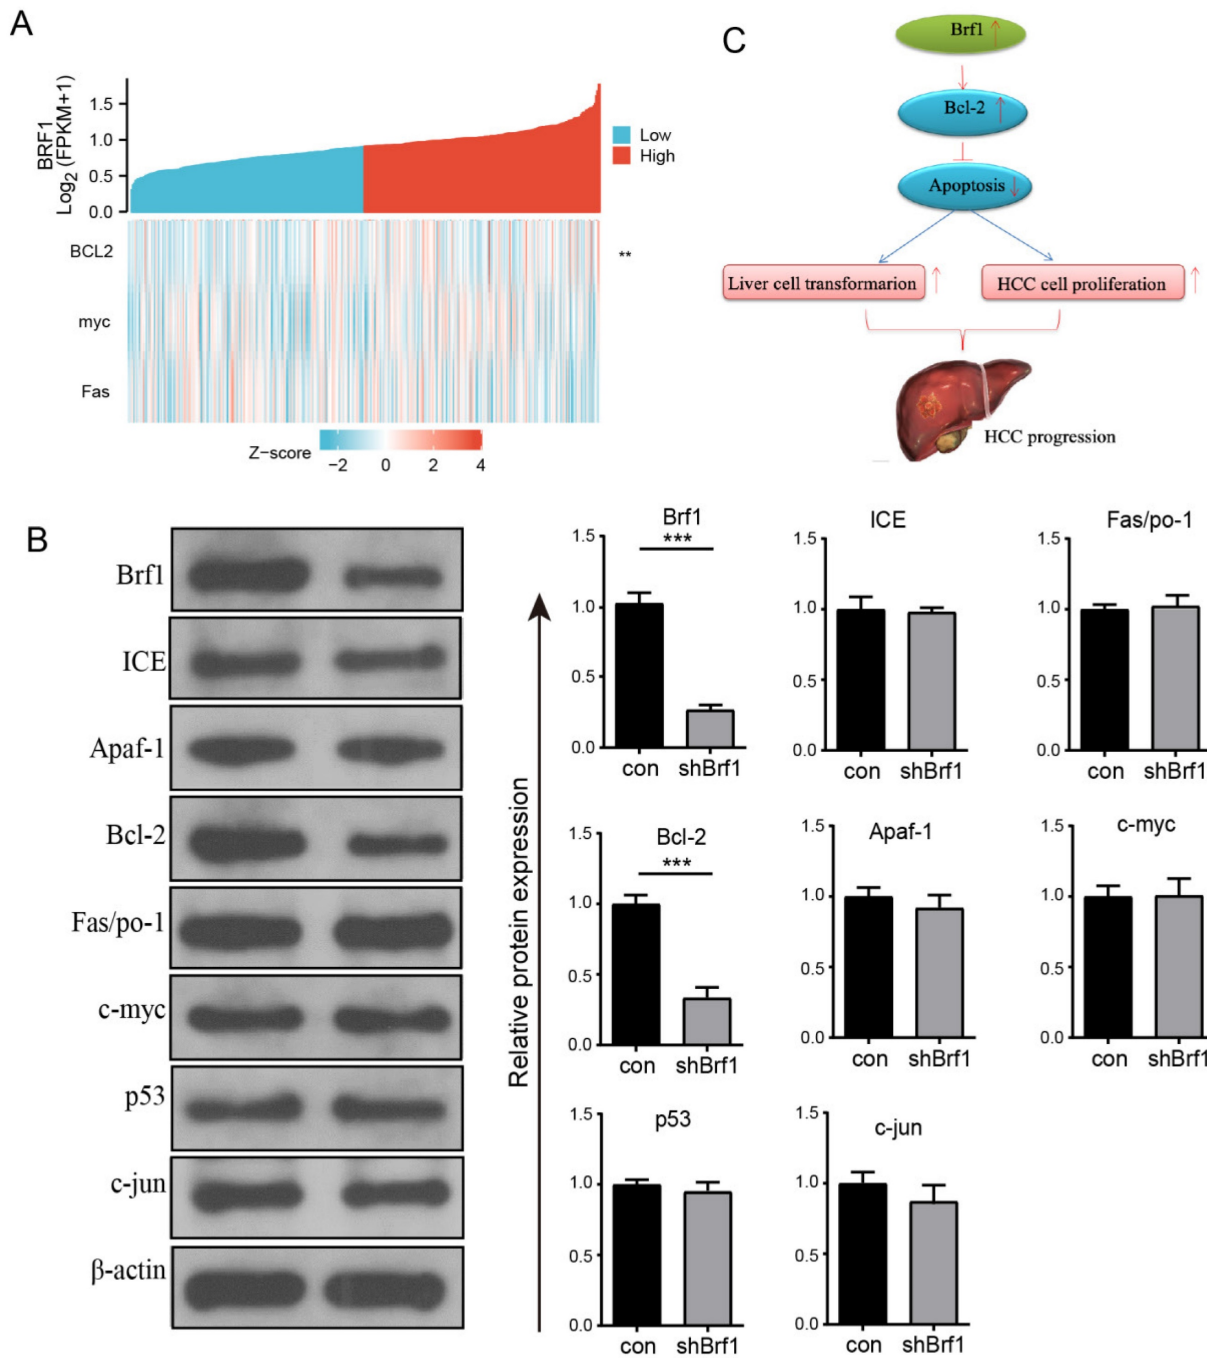 A
BRF1
Log2 (FPKM+1)
1.5
1.0
0.5
0.0
Low
High
BCL2
**
myc
Fas
Z-score
−2 0 2 4
C
Brf1
Bcl-2
Apoptosis
Liver cell transformarion
HCC cell proliferation
HCC progression
B
Brf1
ICE
Apaf-1
Bcl-2
Fas/po-1
c-myc
p53
c-jun
β-actin
Relative protein expression
Brf1
***
1.5
1.0
0.5
0.0
con shBrf1
ICE
1.5
1.0
0.5
0.0
con shBrf1
Fas/po-1
1.5
1.0
0.5
0.0
con shBrf1
Bcl-2
***
1.5
1.0
0.5
0.0
con shBrf1
Apaf-1
1.5
1.0
0.5
0.0
con shBrf1
c-myc
1.5
1.0
0.5
0.0
con shBrf1
p53
1.5
1.0
0.5
0.0
con shBrf1
c-jun
1.5
1.0
0.5
0.0
con shBrf1